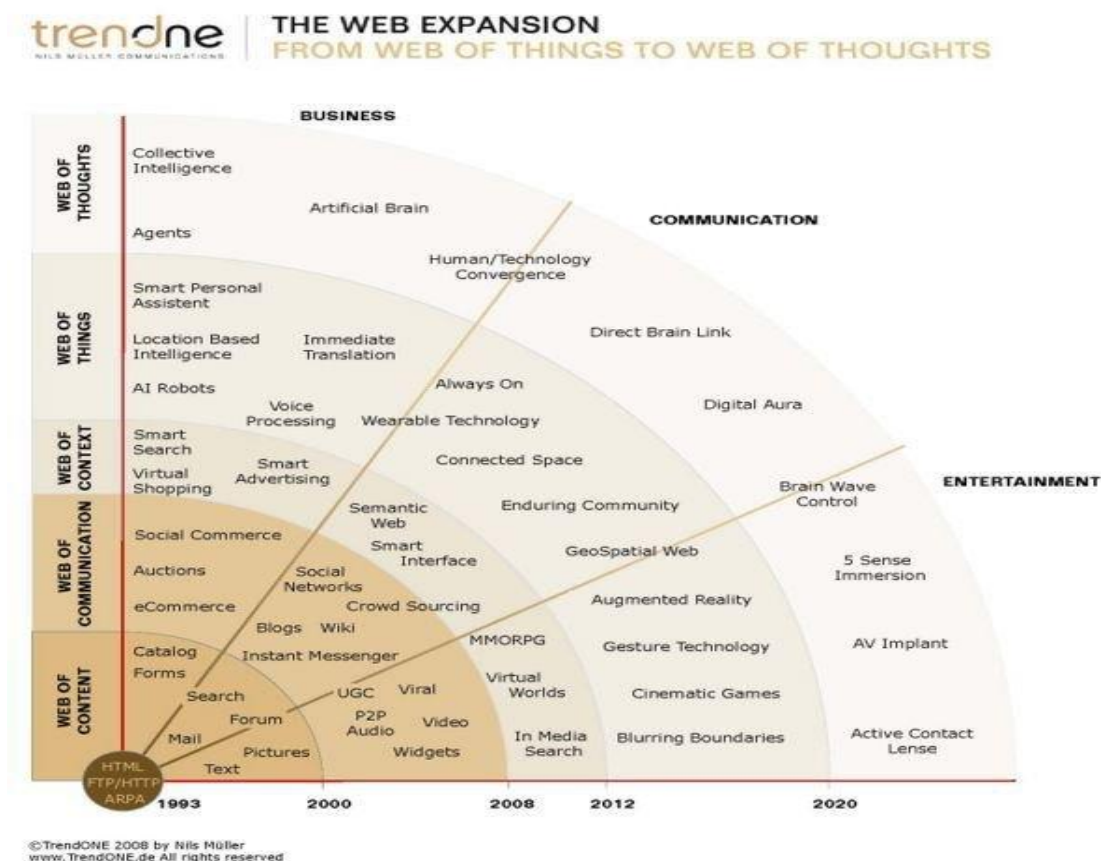 trendone
NILS MÜLLER COMMUNICATIONS
THE WEB EXPANSION
FROM WEB OF THINGS TO WEB OF THOUGHTS
BUSINESS
COMMUNICATION
ENTERTAINMENT
WEB OF
THOUGHTS
Collective
Intelligence
Artificial Brain
Agents
Human/Technology
Convergence
Direct Brain Link
Digital Aura
Brain Wave
Control
5 Sense
Immersion
AV Implant
Active Contact
Lense
WEB OF
THINGS
Smart Personal
Assistent
Location Based
Intelligence
Immediate
Translation
AI Robots
Voice
Processing
Always On
Wearable Technology
Connected Space
Enduring Community
GeoSpatial Web
Augmented Reality
Gesture Technology
Cinematic Games
Blurring Boundaries
WEB OF
CONTEXT
Smart
Search
Virtual
Shopping
Smart
Advertising
Semantic
Web
Smart
Interface
MMORPG
Virtual
Worlds
In Media
Search
WEB OF
COMMUNICATION
Social Commerce
Auctions
eCommerce
Social
Networks
Crowd Sourcing
Blogs
Wiki
Instant Messenger
UGC
Viral
P2P
Audio
Video
Widgets
WEB OF
CONTENT
Catalog
Forms
Search
Forum
Mail
Pictures
Text
HTML
FTP/HTTP
ARPA
1993
2000
2008
2012
2020
©TrendONE 2008 by Nils Müller
www.TrendONE.de All rights reserved